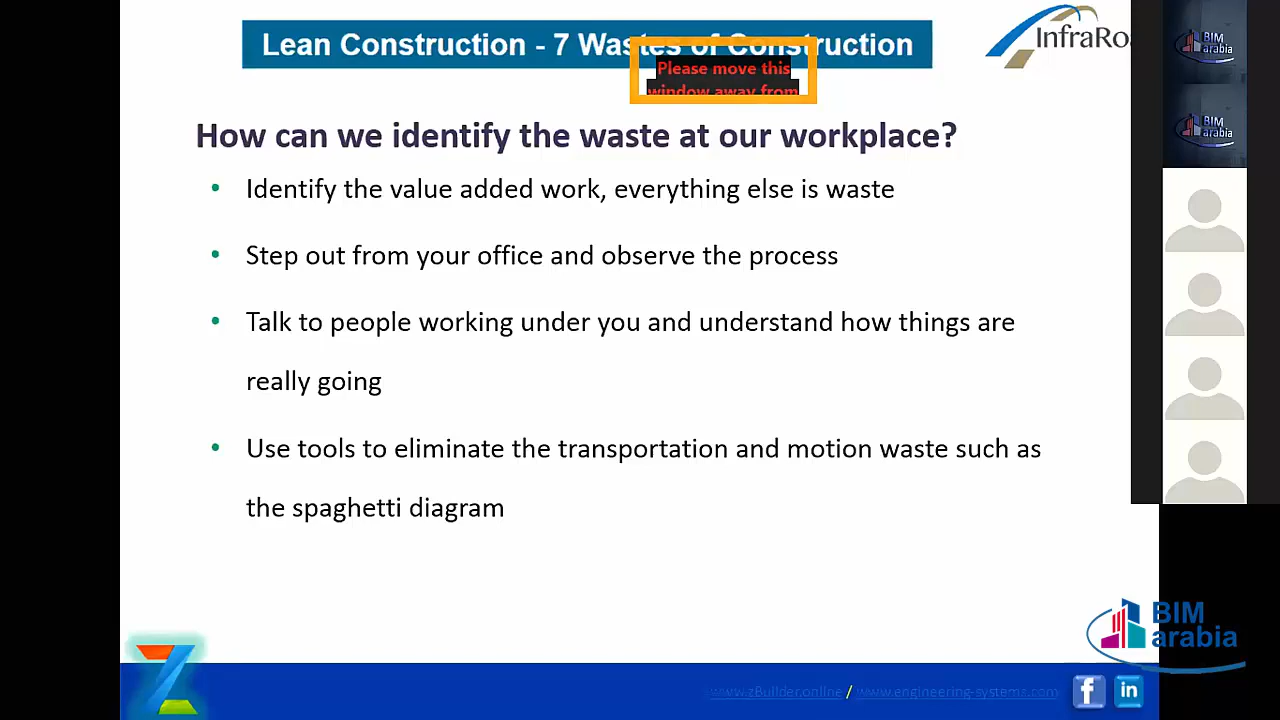 Lean Construction - 7 Wastes of Construction
InfraRo
Please move this
window away from
BIM
arabia
BIM
arabia
How can we identify the waste at our workplace?
• Identify the value added work, everything else is waste
• Step out from your office and observe the process
• Talk to people working under you and understand how things are
really going
• Use tools to eliminate the transportation and motion waste such as
the spaghetti diagram
BIM
arabia
Z
www.zBuilder.online / www.engineering-systems.com
f
in